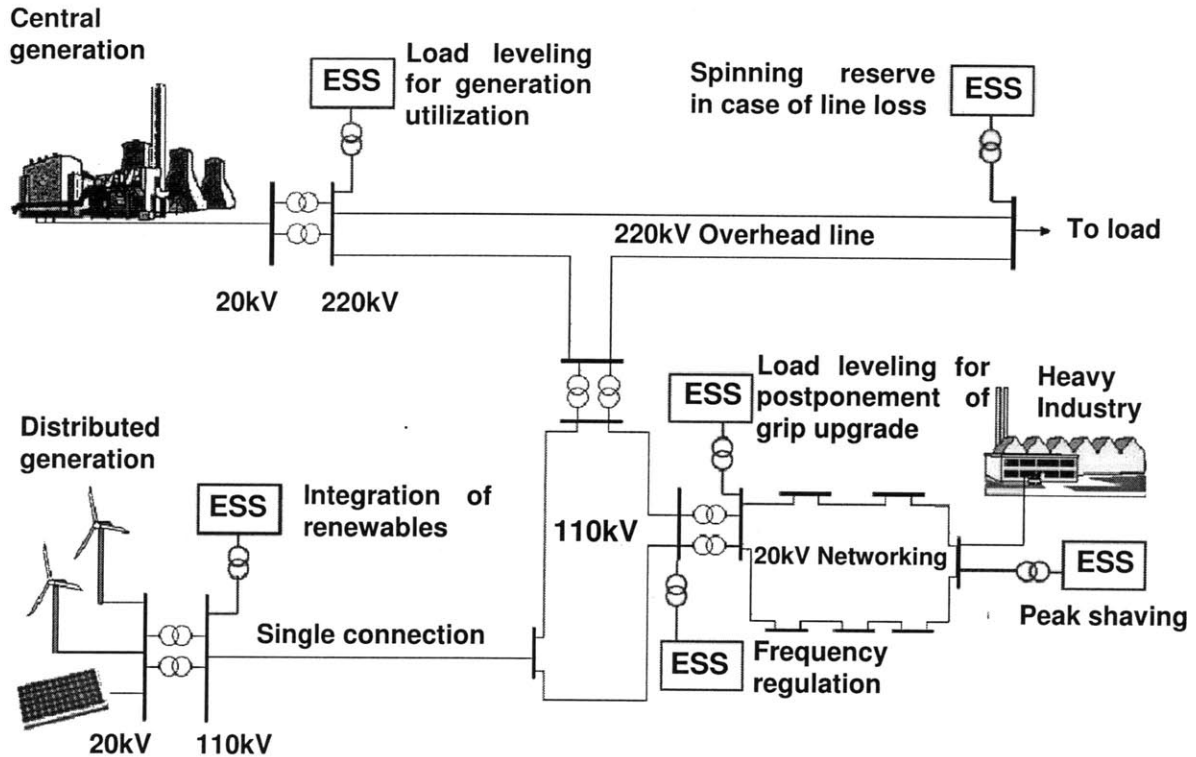 Central
generation
ESS
Load leveling
for generation
utilization
Spinning reserve
in case of line loss
ESS
220kV Overhead line
To load
20kV
220kV
Distributed
generation
ESS
Integration of
renewables
Single connection
20kV
110kV
110kV
ESS
Load leveling for
postponement of
grip upgrade
Heavy
Industry
20kV Networking
ESS
Peak shaving
ESS
Frequency
regulation